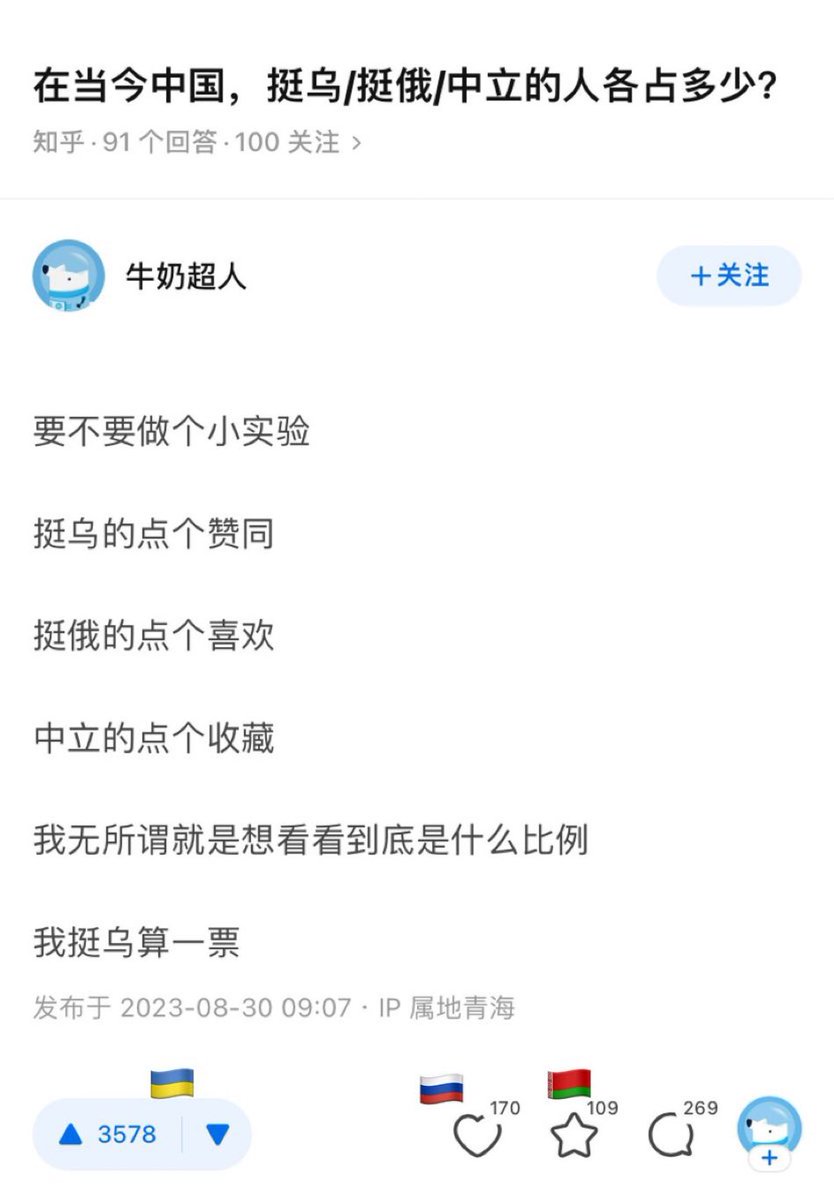 在当今中国，挺乌/挺俄/中立的人各占多少?
知乎·91 个回答·100 关注 >
牛奶超人
+关注
要不要做个小实验
挺乌的点个赞同
挺俄的点个喜欢
中立的点个收藏
我无所谓就是想看看到底是什么比例
我挺乌算一票
发布于 2023-08-30 09:07 · IP 属地青海
3578
170
109
269